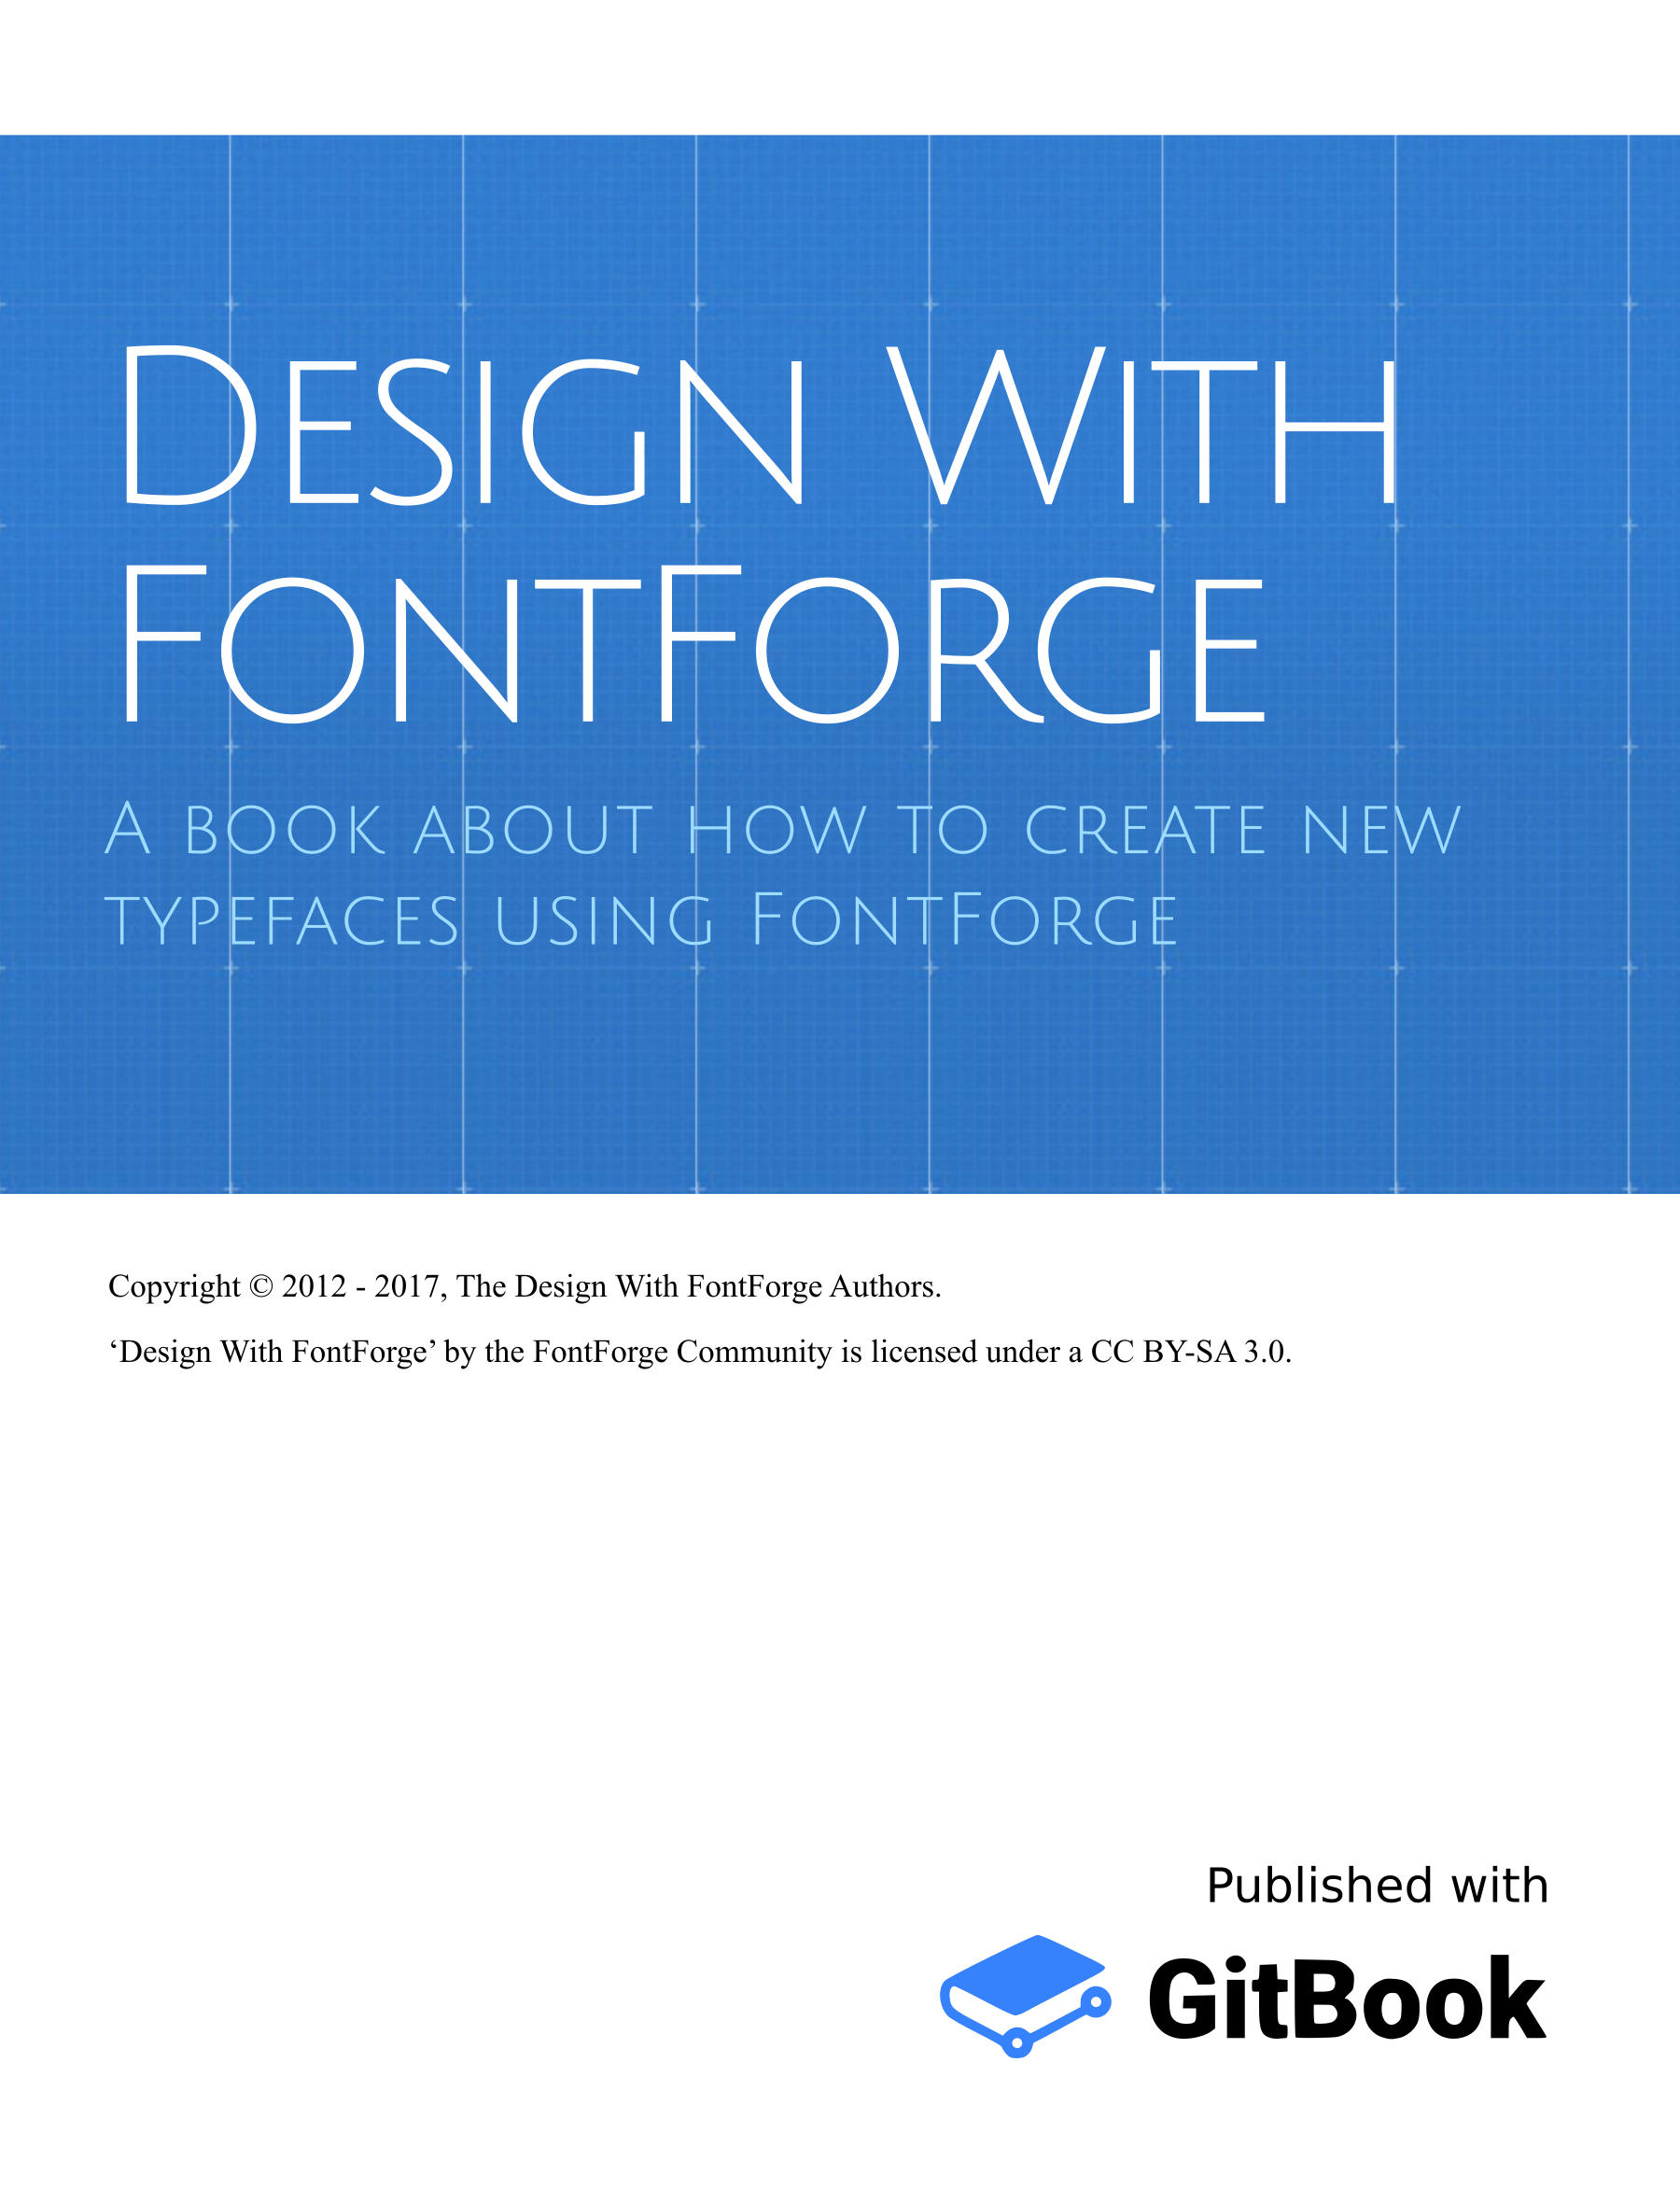 Design With
FontForge
A book about how to create new
typefaces using FontForge
Copyright © 2012 - 2017, The Design With FontForge Authors.
‘Design With FontForge’ by the FontForge Community is licensed under a CC BY-SA 3.0.
Published with
GitBook